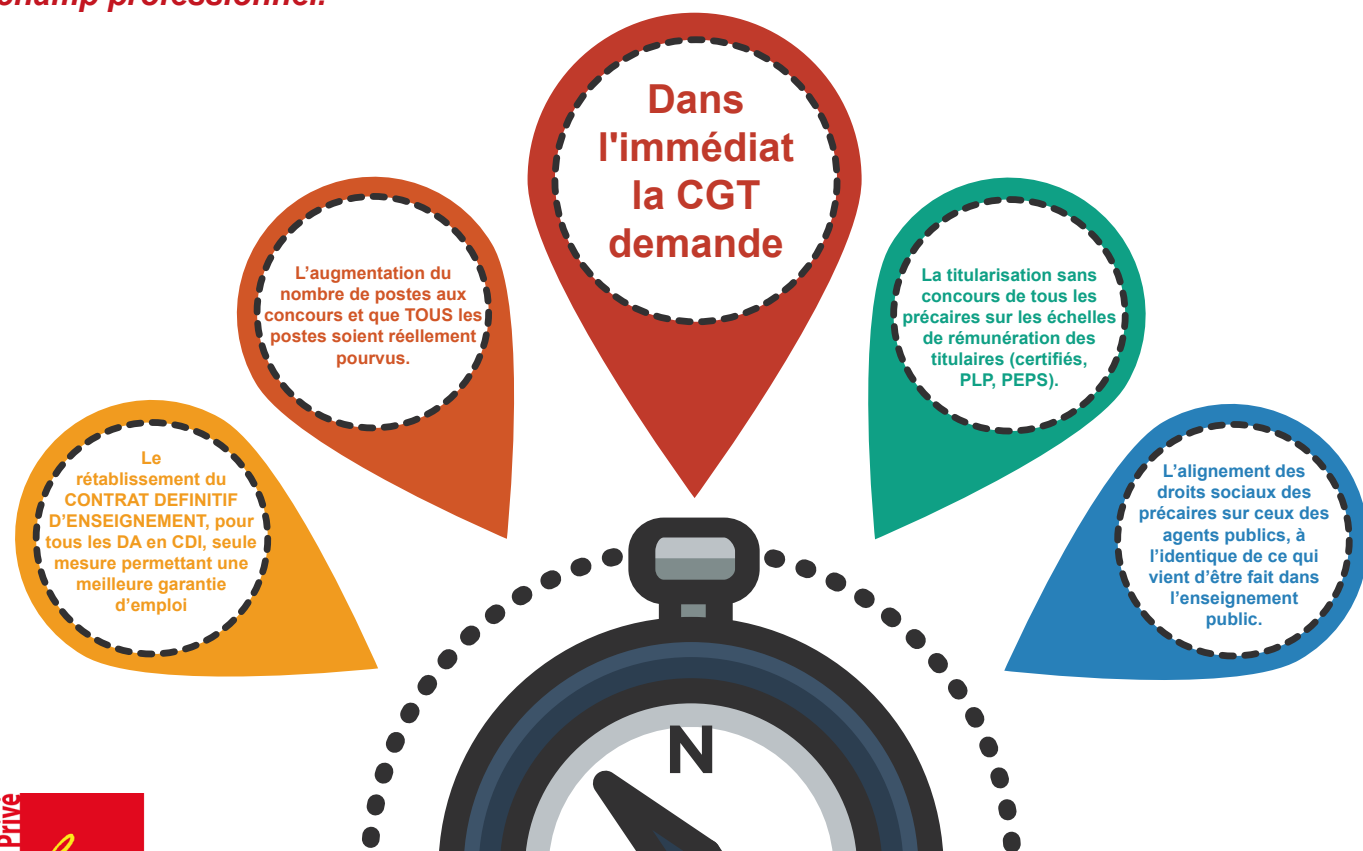 champ professionnel.
Dans
l'immédiat
la CGT
demande
L’augmentation du
nombre de postes aux
concours et que TOUS les
postes soient réellement
pourvus.
La titularisation sans
concours de tous les
précaires sur les échelles
de rémunération des
titulaires (certifiés,
PLP, PEPS).
Le
rétablissement du
CONTRAT DEFINITIF
D’ENSEIGNEMENT, pour
tous les DA en CDI, seule
mesure permettant une
meilleure garantie
d’emploi
L’alignement des
droits sociaux des
précaires sur ceux des
agents publics, à
l’identique de ce qui
vient d’être fait dans
l’enseignement
public.
N
Privé